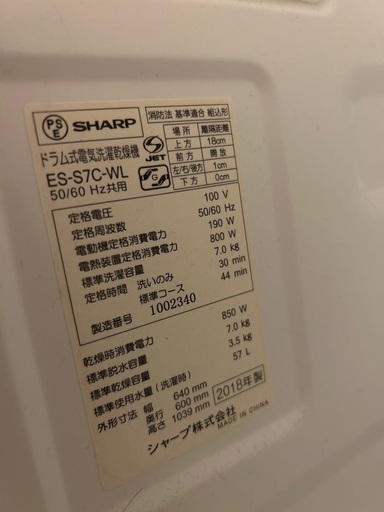 PS E SHARP
ドラム式電気洗濯乾燥機
ES-S7C-WL
50/60 Hz共用
JET
G
消防法 基準適合 組込形
場所 離隔距離
上方 18cm
前方 開放
左/右/後方 1cm
下方 0cm
定格電圧 100 V
定格周波数 50/60 Hz
電動機定格消費電力 190 W
電熱装置定格消費電力 800 W
標準洗濯容量 7.0 kg
定格時間 洗いのみ 30 min
標準コース 44 min
製造番号 1002340
乾燥時消費電力 850 W
標準脱水容量 7.0 kg
標準乾燥容量 3.5 kg
標準使用水量(洗濯時) 57 L
外形寸法 幅 640 mm
奥行 600 mm
高さ 1039 mm
2018年製
シャープ株式会社
MADE IN CHINA